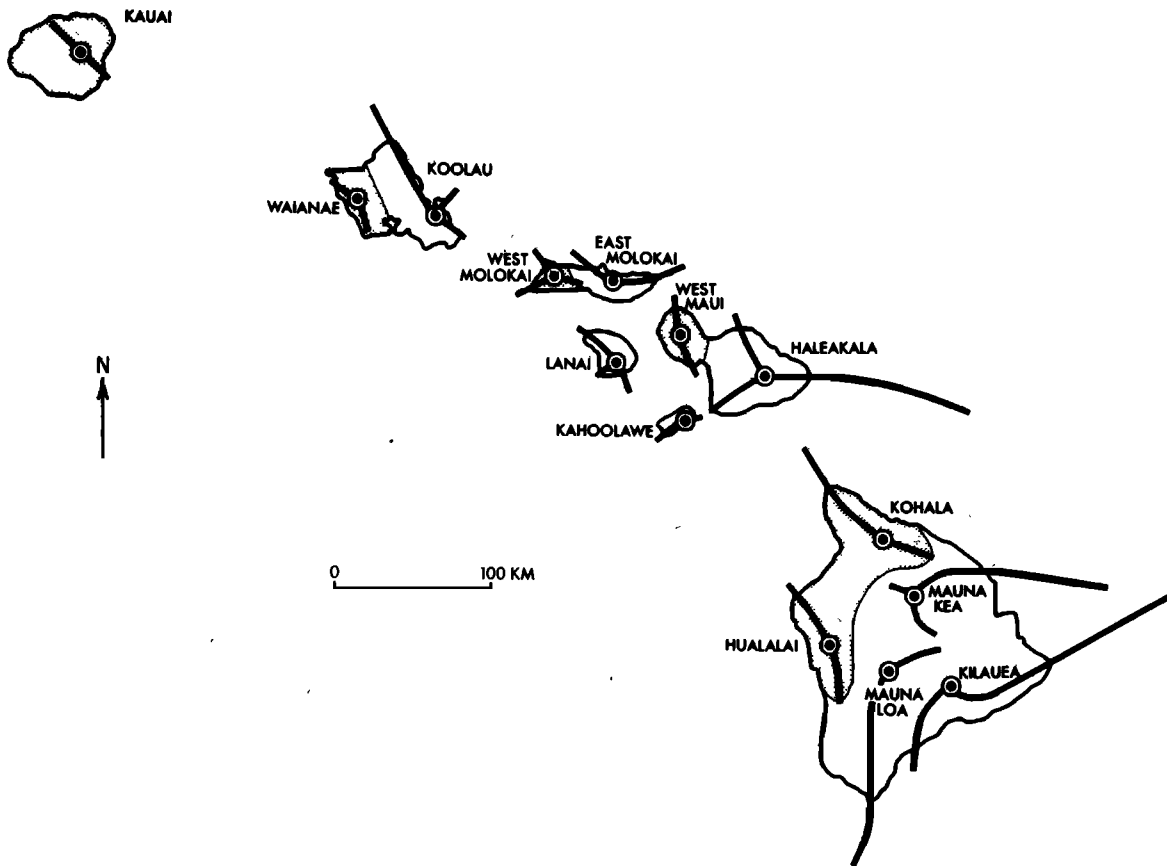 KAUAI
KOOLAU
WAIANAE
EAST
MOLOKAI
WEST
MOLOKAI
WEST
MAUI
N
LANAI
HALEAKALA
KAHOOLAWE
KOHALA
0 100 KM
MAUNA
KEA
HUALALAI
KILAUEA
MAUNA
LOA